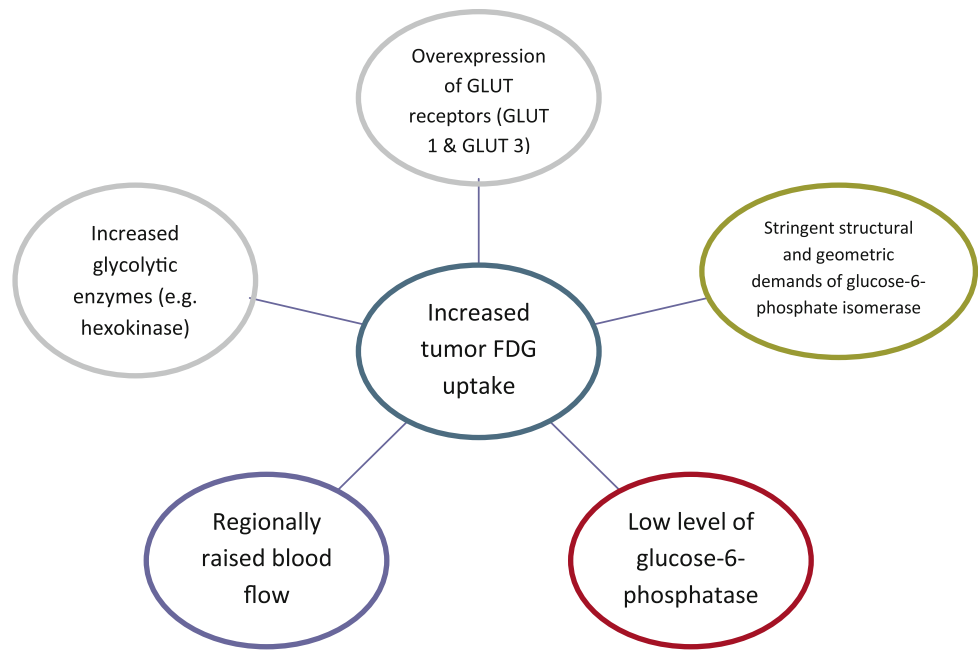 Overexpression
of GLUT
receptors (GLUT
1 & GLUT 3)
Increased
glycolytic
enzymes (e.g.
hexokinase)
Stringent structural
and geometric
demands of glucose-6-
phosphate isomerase
Increased
tumor FDG
uptake
Regionally
raised blood
flow
Low level of
glucose-6-
phosphatase